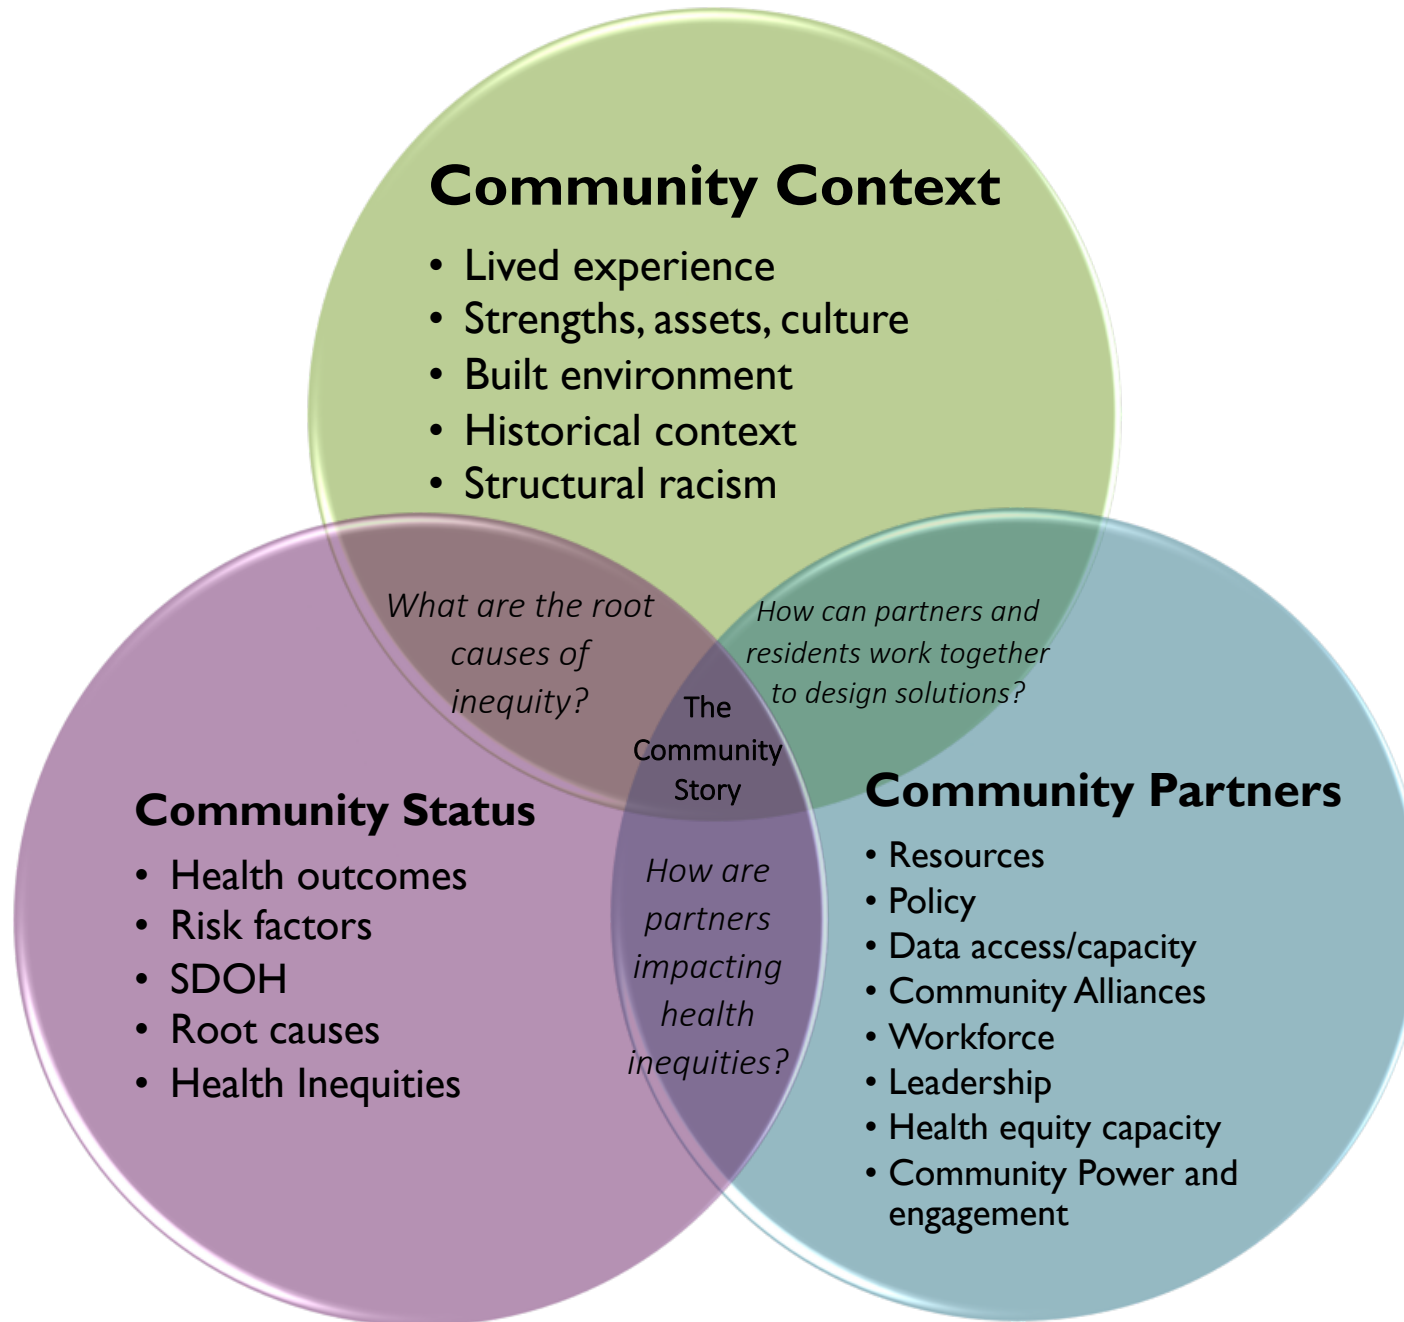 Community Context
• Lived experience
• Strengths, assets, culture
• Built environment
• Historical context
• Structural racism
What are the root
causes of
inequity?
How can partners and
residents work together
to design solutions?
The
Community
Story
Community Status
• Health outcomes
• Risk factors
• SDOH
• Root causes
• Health Inequities
How are
partners
impacting
health
inequities?
Community Partners
• Resources
• Policy
• Data access/capacity
• Community Alliances
• Workforce
• Leadership
• Health equity capacity
• Community Power and
engagement